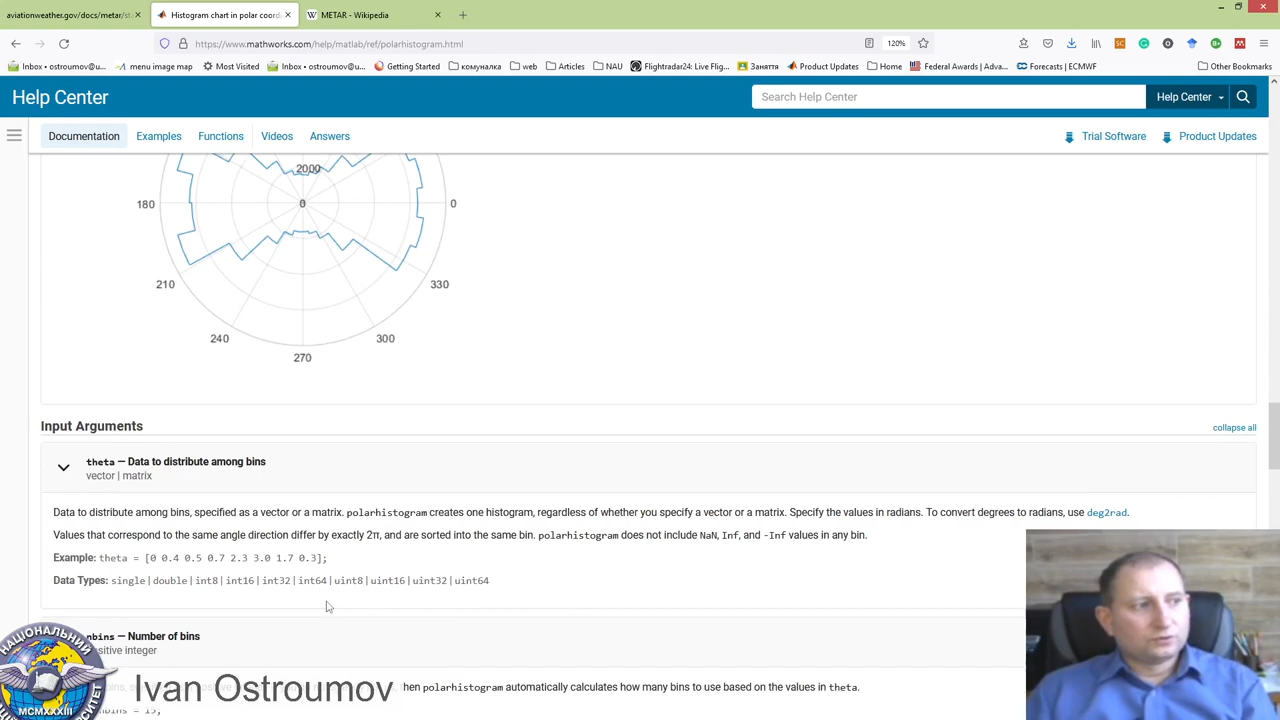 aviationweather.gov/docs/metar/st
Histogram chart in polar coord
METAR - Wikipedia
https://www.mathworks.com/help/matlab/ref/polarhistogram.html
120%
Inbox • ostroumov@u...
menu image map
Most Visited
Inbox • ostroumov@u...
Getting Started
комуналка
web
Articles
NAU
Flightradar24: Live Flig...
Заняття
Product Updates
Home
Federal Awards | Adva...
Forecasts | ECMWF
Other Bookmarks
Help Center
Search Help Center
Help Center
Documentation
Examples
Functions
Videos
Answers
Trial Software
Product Updates
2000
180
0
0
210
330
240
300
270
Input Arguments
collapse all
theta — Data to distribute among bins
vector | matrix
Data to distribute among bins, specified as a vector or a matrix. polarhistogram creates one histogram, regardless of whether you specify a vector or a matrix. Specify the values in radians. To convert degrees to radians, use deg2rad.
Values that correspond to the same angle direction differ by exactly 2π, and are sorted into the same bin. polarhistogram does not include NaN, Inf, and -Inf values in any bin.
Example: theta = [0 0.4 0.5 0.7 2.3 3.0 1.7 0.3];
Data Types: single | double | int8 | int16 | int32 | int64 | uint8 | uint16 | uint32 | uint64
nbins — Number of bins
sitive integer
НАЦІОНАЛЬНИЙ
MCMXXXIII
Ivan Ostroumov
hen polarhistogram automatically calculates how many bins to use based on the values in theta.
nbins = 15;